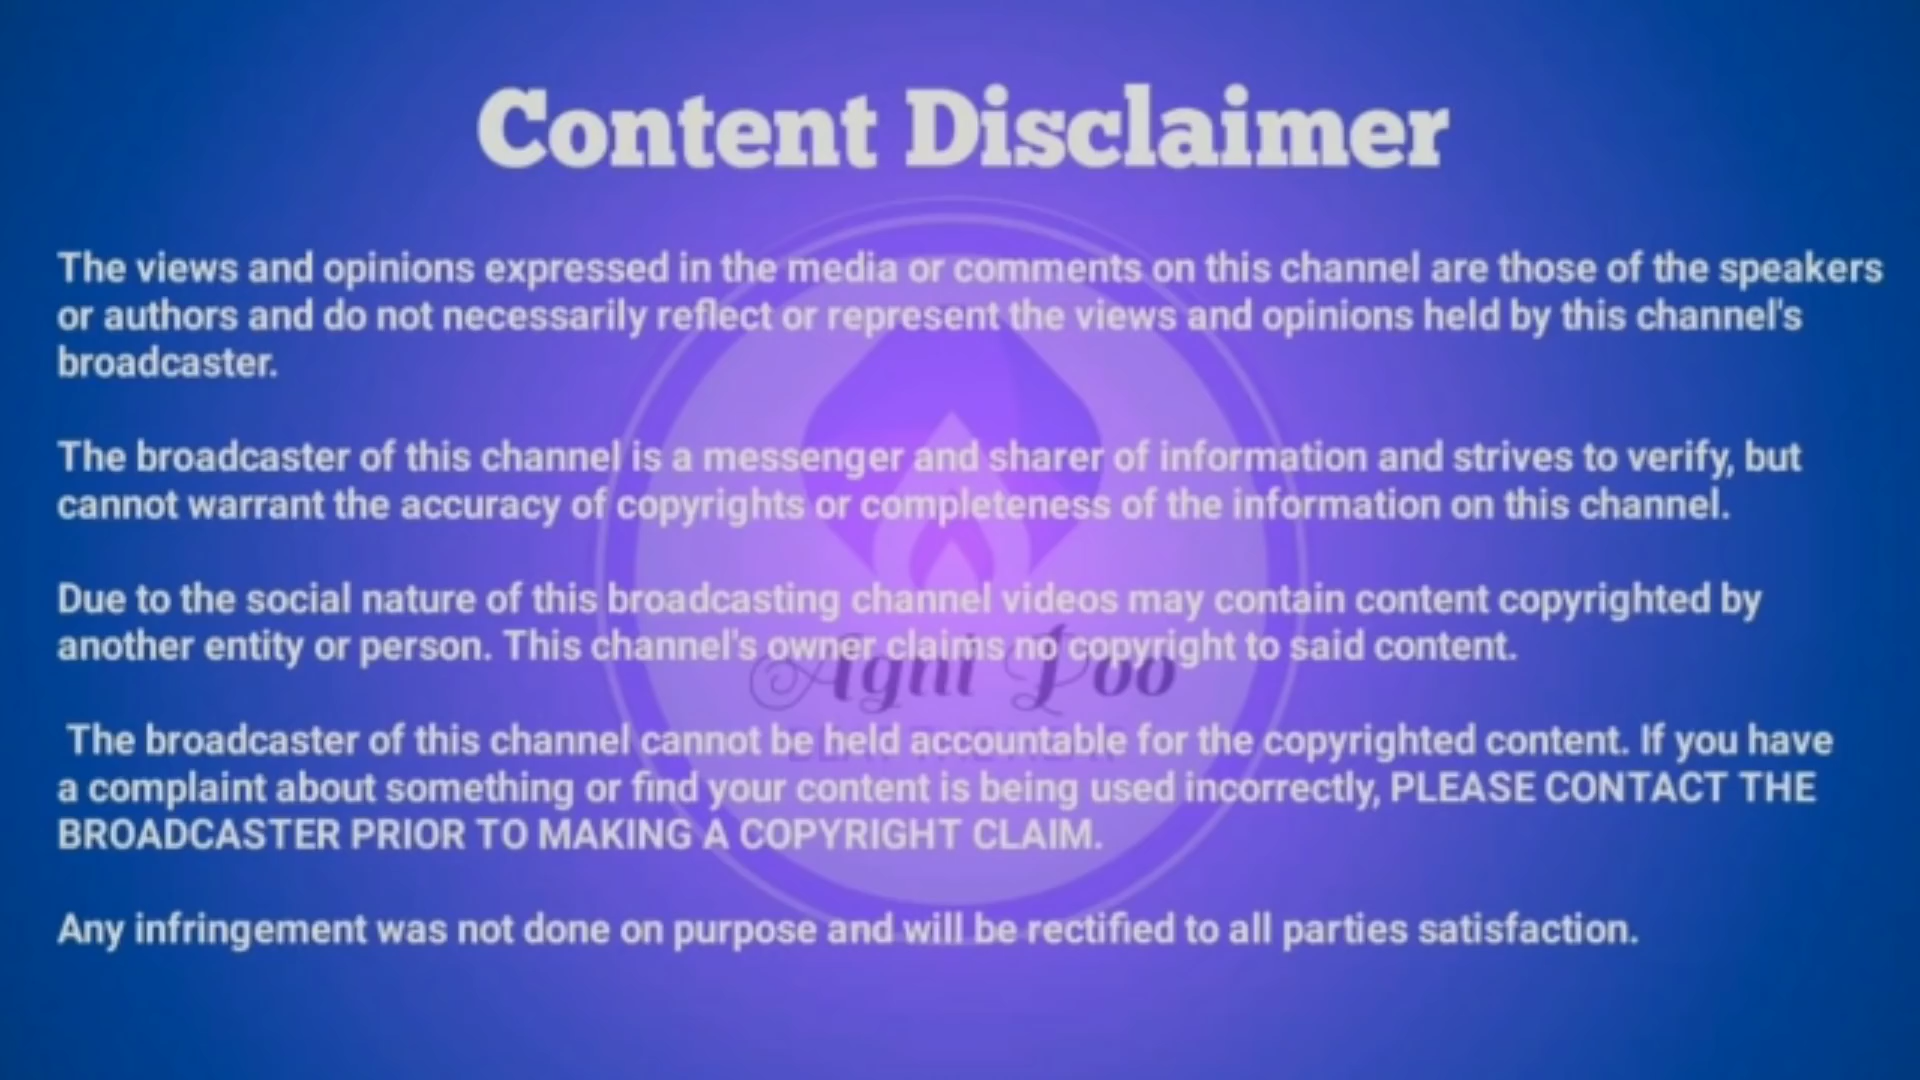 Content Disclaimer
The views and opinions expressed in the media or comments on this channel are those of the speakers
or authors and do not necessarily reflect or represent the views and opinions held by this channel's
broadcaster.
The broadcaster of this channel is a messenger and sharer of information and strives to verify, but
cannot warrant the accuracy of copyrights or completeness of the information on this channel.
Due to the social nature of this broadcasting channel videos may contain content copyrighted by
another entity or person. This channel's owner claims no copyright to said content.
Agni Poo
The broadcaster of this channel cannot be held accountable for the copyrighted content. If you have
a complaint about something or find your content is being used incorrectly, PLEASE CONTACT THE
BROADCASTER PRIOR TO MAKING A COPYRIGHT CLAIM.
Any infringement was not done on purpose and will be rectified to all parties satisfaction.